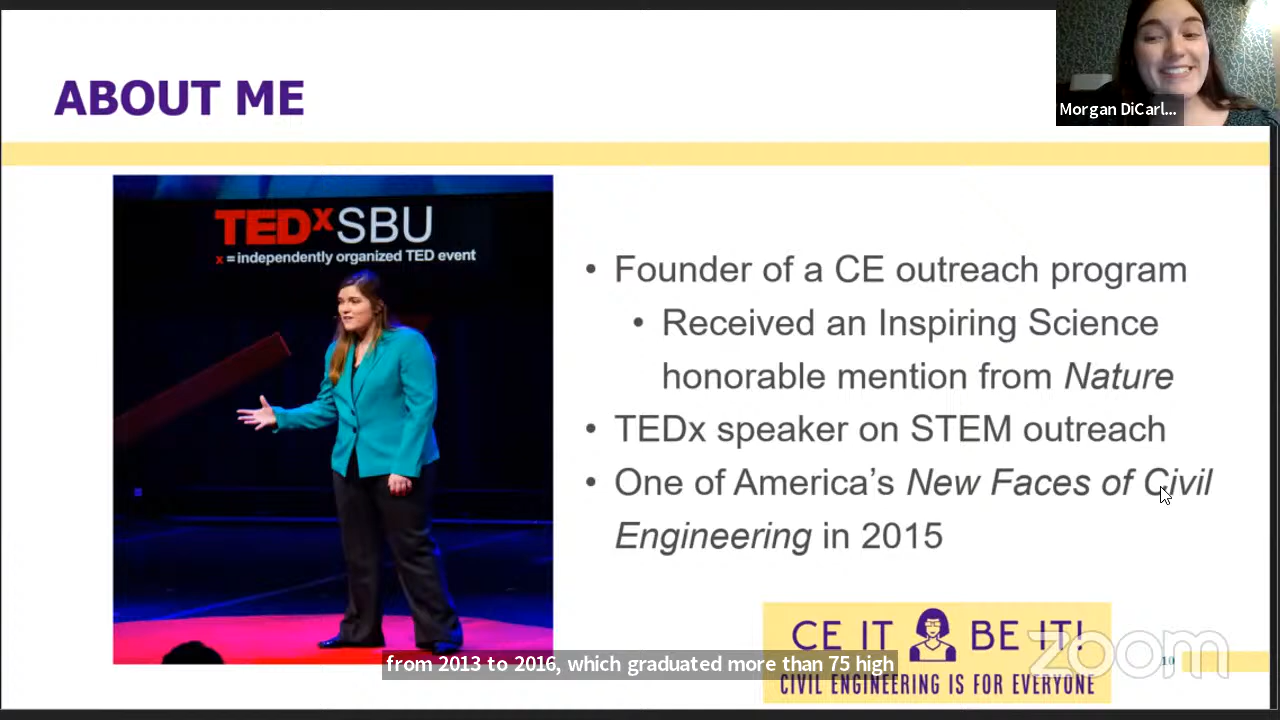 ABOUT ME
Morgan DiCarl...
TEDxSBU
x = independently organized TED event
• Founder of a CE outreach program
• Received an Inspiring Science
honorable mention from Nature
• TEDx speaker on STEM outreach
• One of America's New Faces of Civil
Engineering in 2015
CE IT BE IT!
CIVIL ENGINEERING IS FOR EVERYONE
zoom
10
from 2013 to 2016, which graduated more than 75 high